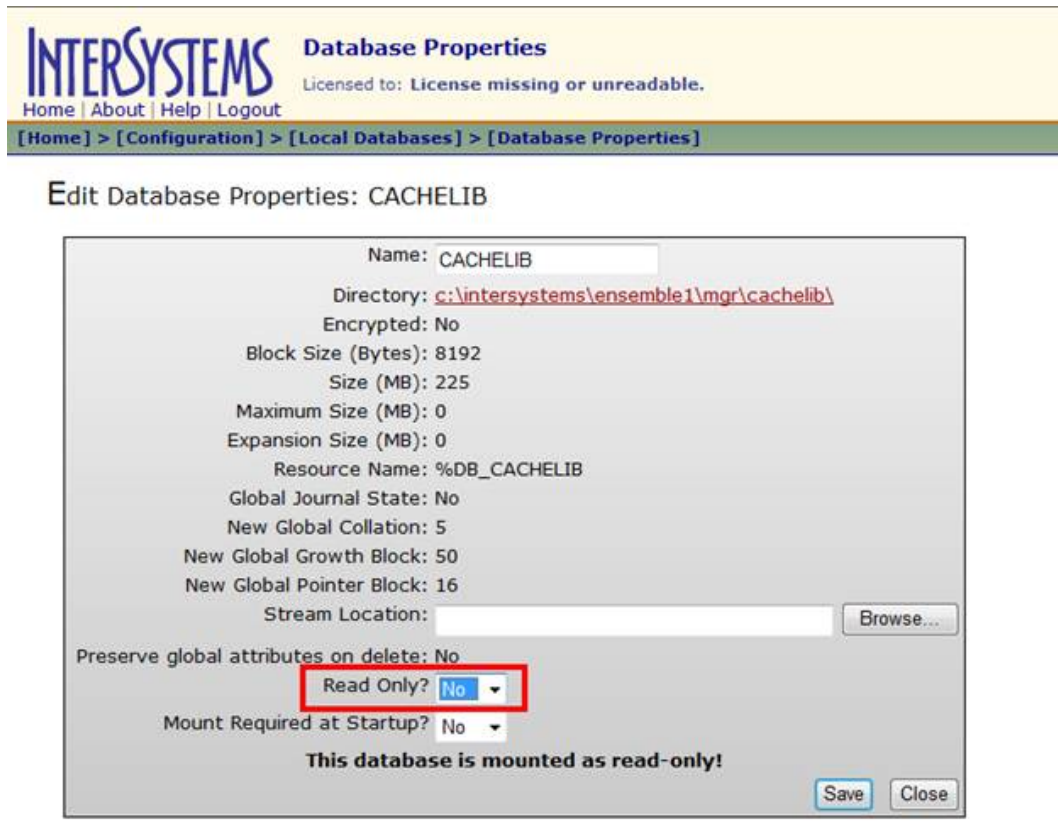 INTERSYSTEMS
Database Properties
Licensed to: License missing or unreadable.
Home | About | Help | Logout
[Home] > [Configuration] > [Local Databases] > [Database Properties]
Edit Database Properties: CACHELIB
Name: CACHELIB
Directory: c:\intersystems\ensemble1\mgr\cachelib\
Encrypted: No
Block Size (Bytes): 8192
Size (MB): 225
Maximum Size (MB): 0
Expansion Size (MB): 0
Resource Name: %DB_CACHELIB
Global Journal State: No
New Global Collation: 5
New Global Growth Block: 50
New Global Pointer Block: 16
Stream Location: Browse...
Preserve global attributes on delete: No
Read Only? No
Mount Required at Startup? No
This database is mounted as read-only!
Save Close